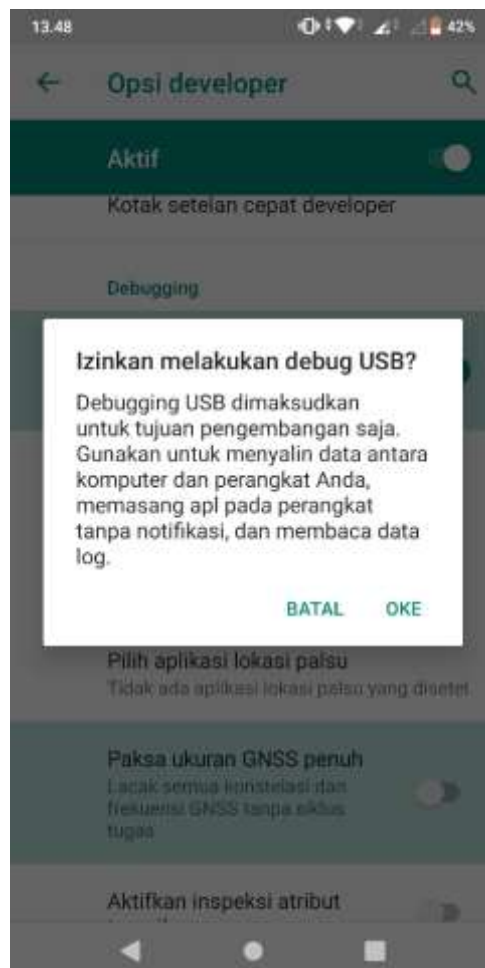 13.48
42%
Opsi developer
Aktif
Kotak setelan cepat developer
Debugging
Izinkan melakukan debug USB?
Debugging USB dimaksudkan
untuk tujuan pengembangan saja.
Gunakan untuk menyalin data antara
komputer dan perangkat Anda,
memasang apl pada perangkat
tanpa notifikasi, dan membaca data
log.
BATAL OKE
Pilih aplikasi lokasi palsu
Tidak ada aplikasi lokasi palsu yang disetel
Paksa ukuran GNSS penuh
Lacak semua konstelasi dan
frekuensi GNSS tanpa siklus
tugas
Aktifkan inspeksi atribut